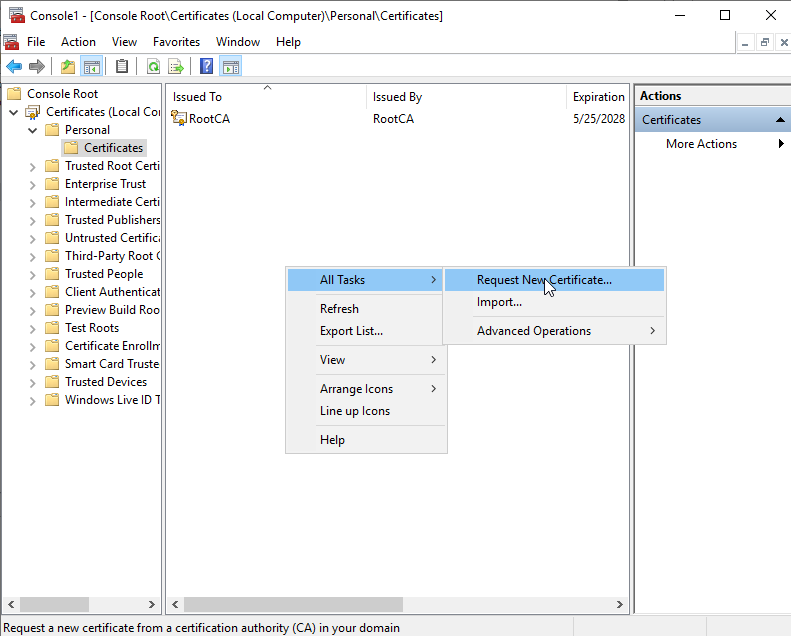 Console1 - [Console Root\Certificates (Local Computer)\Personal\Certificates]
File Action View Favorites Window Help
Console Root
Certificates (Local Co
Personal
Certificates
Trusted Root Certi
Enterprise Trust
Intermediate Certi
Trusted Publishers
Untrusted Certifica
Third-Party Root C
Trusted People
Client Authenticat
Preview Build Roo
Test Roots
Certificate Enrollm
Smart Card Truste
Trusted Devices
Windows Live ID T
Issued To Issued By Expiration
RootCA RootCA 5/25/2028
All Tasks
Refresh
Export List...
View
Arrange Icons
Line up Icons
Help
Request New Certificate...
Import...
Advanced Operations
Actions
Certificates
More Actions
Request a new certificate from a certification authority (CA) in your domain